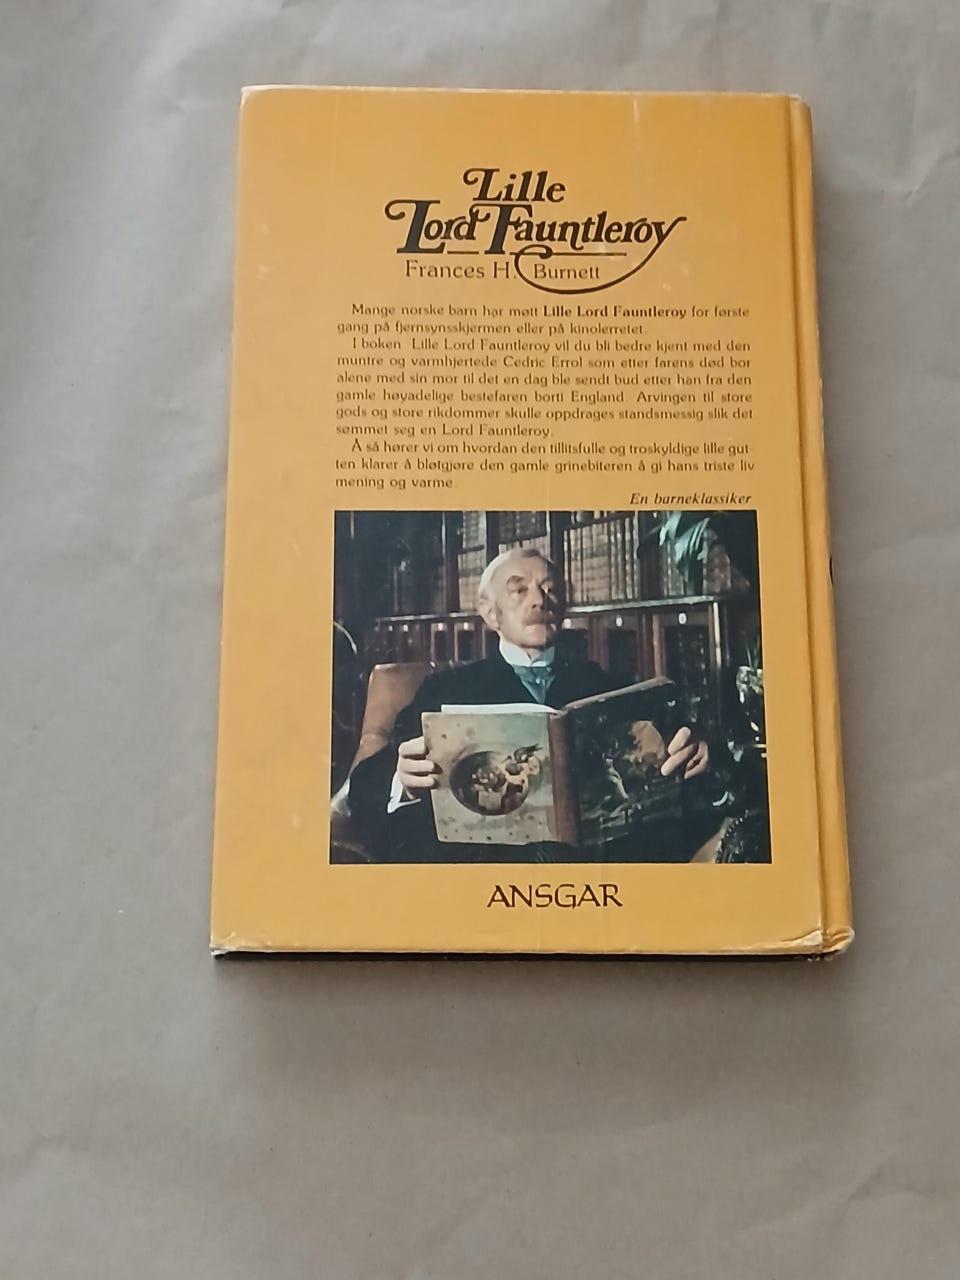 Lille
Lord Fauntleroy
Frances H. Burnett
Mange norske barn har møtt Lille Lord Fauntleroy for første
gang på fjernsynsskjermen eller på kinolerretet.
I boken Lille Lord Fauntleroy vil du bli bedre kjent med den
muntre og varmhjertede Cedric Errol som etter farens død bor
alene med sin mor til det en dag ble sendt bud etter han fra den
gamle høyadelige bestefaren borti England. Arvingen til store
gods og store rikdommer skulle oppdrages standsmessig slik det
sømmet seg en Lord Fauntleroy.
Å så hører vi om hvordan den tillitsfulle og troskyldige lille gut-
ten klarer å bløtgjøre den gamle grinebiteren å gi hans triste liv
mening og varme.
En barneklassiker
ANSGAR